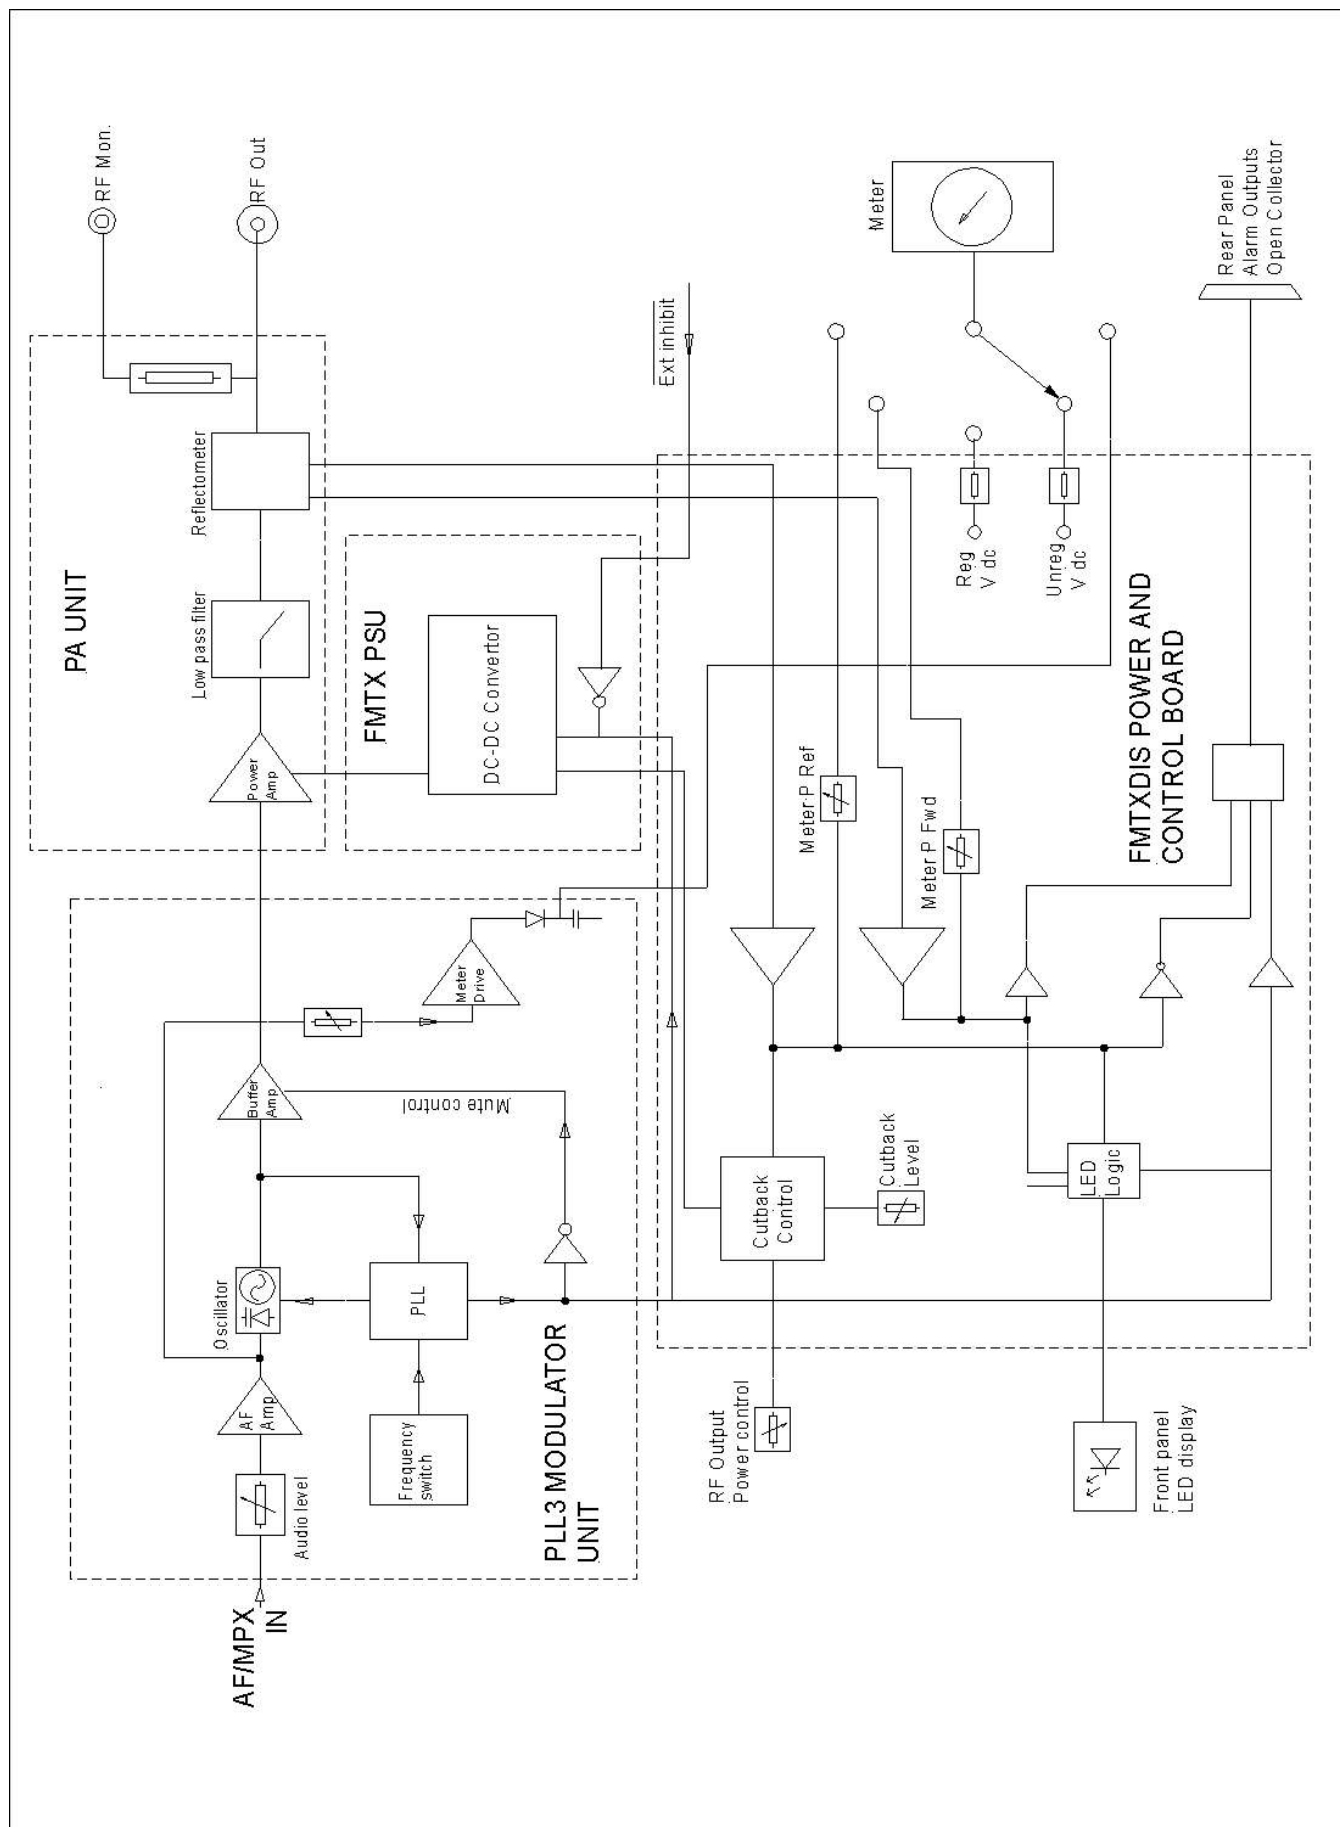 RF Mon.
RF Out
PA UNIT
Reflectometer
Low pass filter
Power
Amp
FMTX PSU
DC-DC Convertor
Ext inhibit
Meter
Rear Panel
Alarm Outputs
Open Collector
Reg
V dc
Unreg
V dc
FMTXDIS POWER AND
CONTROL BOARD
Meter P Ref
Meter P Fwd
Meter
Drive
Buffer
Amp
Mute control
Oscillator
PLL
AF
Amp
Frequency
switch
Audio level
PLL3 MODULATOR
UNIT
AF/MPX
IN
Cutback
Control
Cutback
Level
LED
Logic
RF Output
Power control
Front panel
LED display